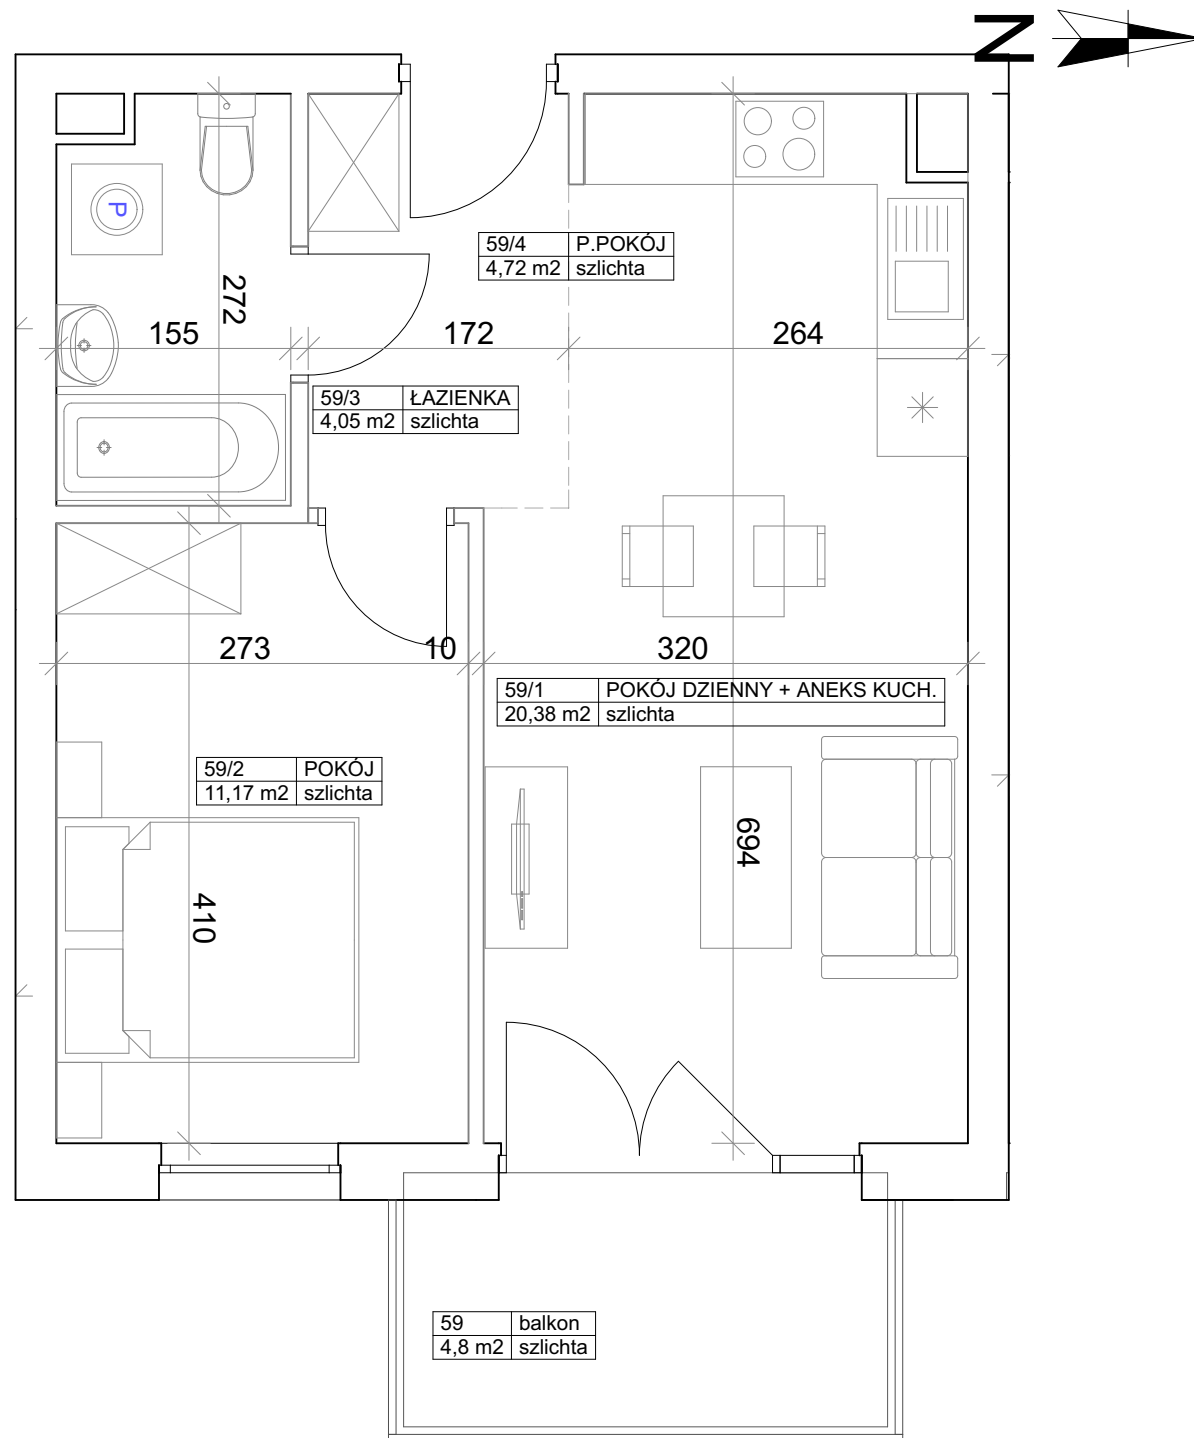 N
P
59/4 P.POKÓJ
4,72 m2 szlichta
272
155
172
264
59/3 ŁAZIENKA
4,05 m2 szlichta
273
10
320
59/1 POKÓJ DZIENNY + ANEKS KUCH.
20,38 m2 szlichta
59/2 POKÓJ
11,17 m2 szlichta
694
410
59 balkon
4,8 m2 szlichta